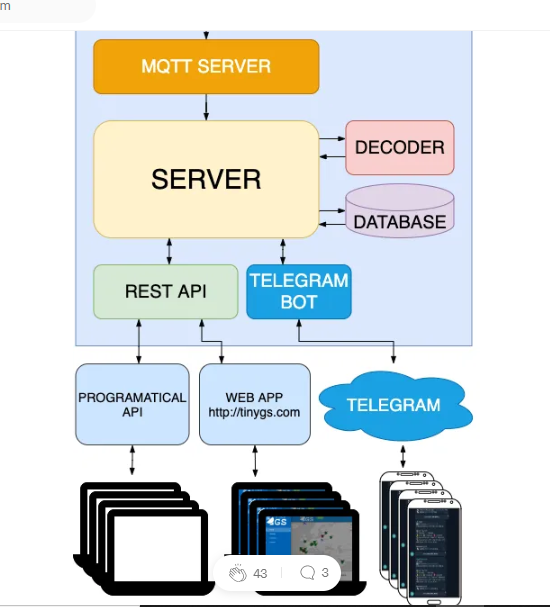 m
MQTT SERVER
SERVER
DECODER
DATABASE
REST API
TELEGRAM
BOT
PROGRAMATICAL
API
WEB APP
http://tinygs.com
TELEGRAM
GS
43
3